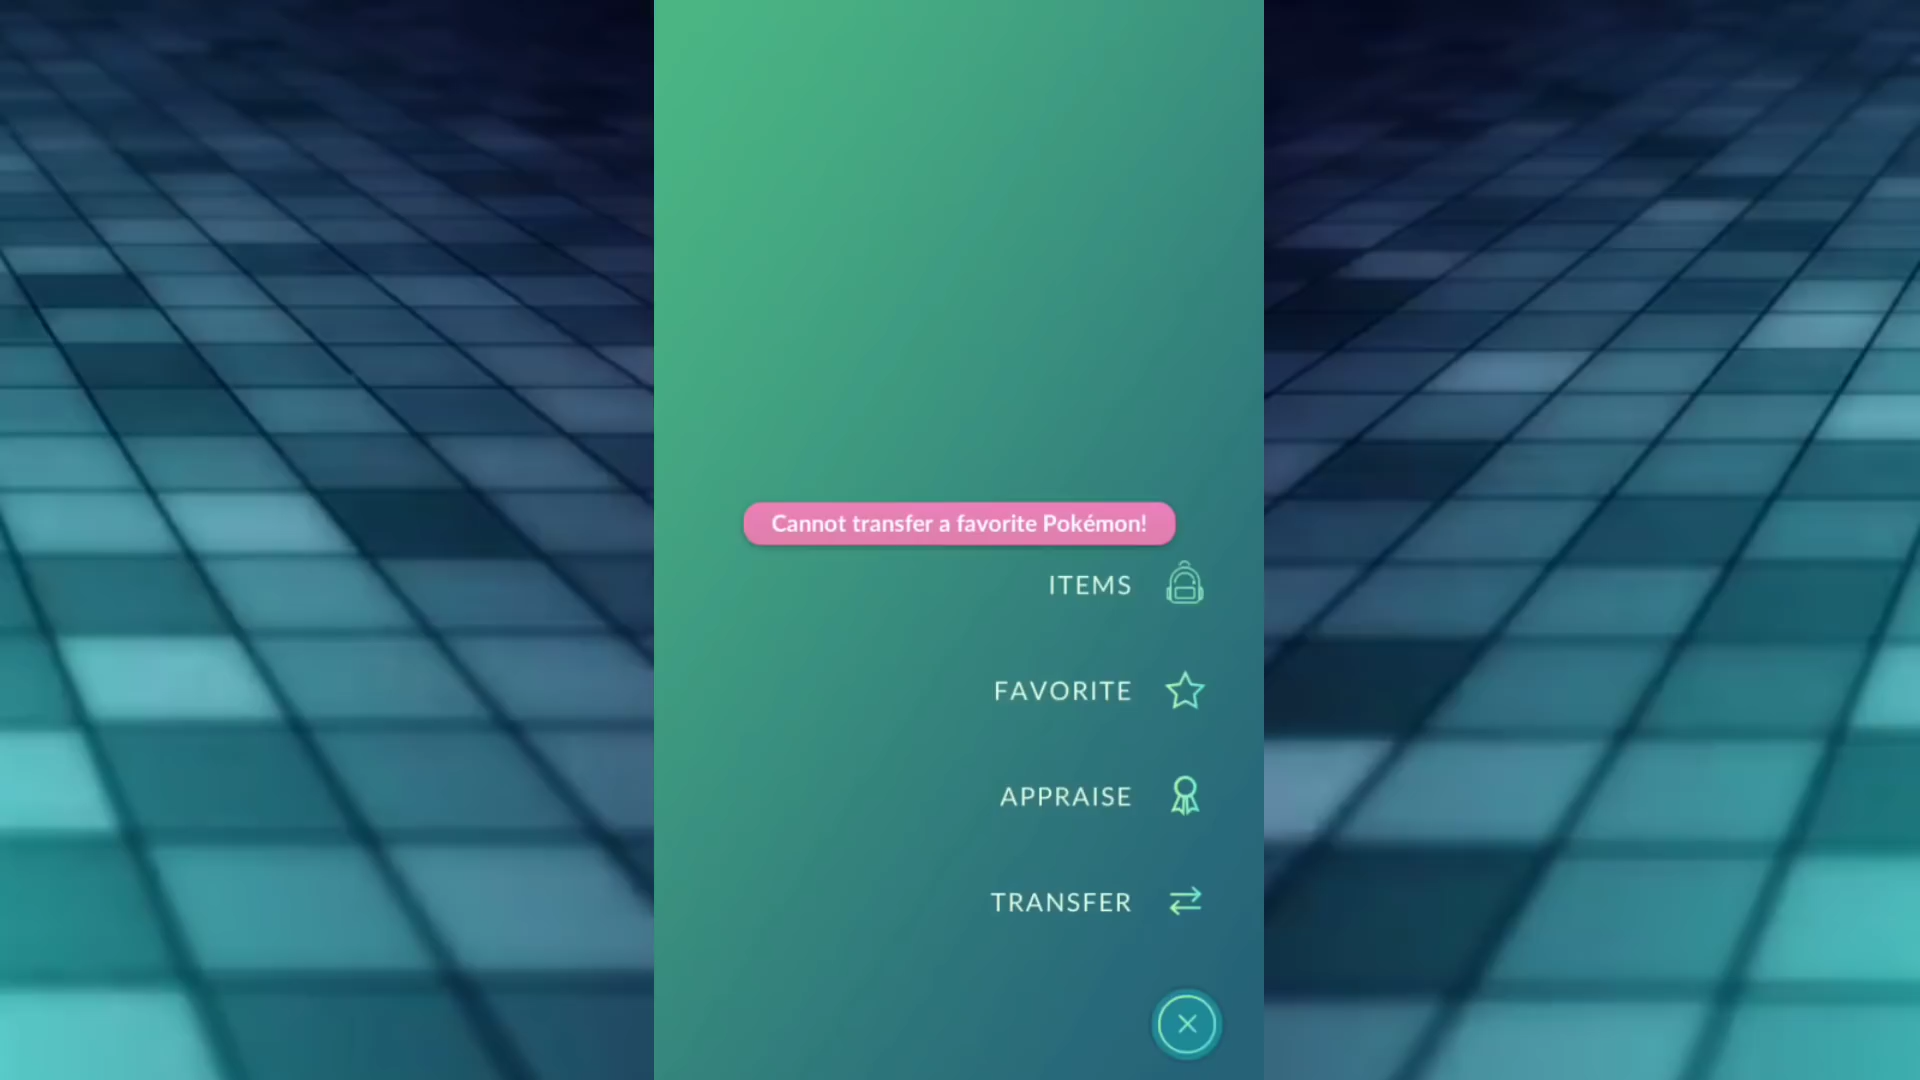 Cannot transfer a favorite Pokémon!
ITEMS
FAVORITE
APPRAISE
TRANSFER